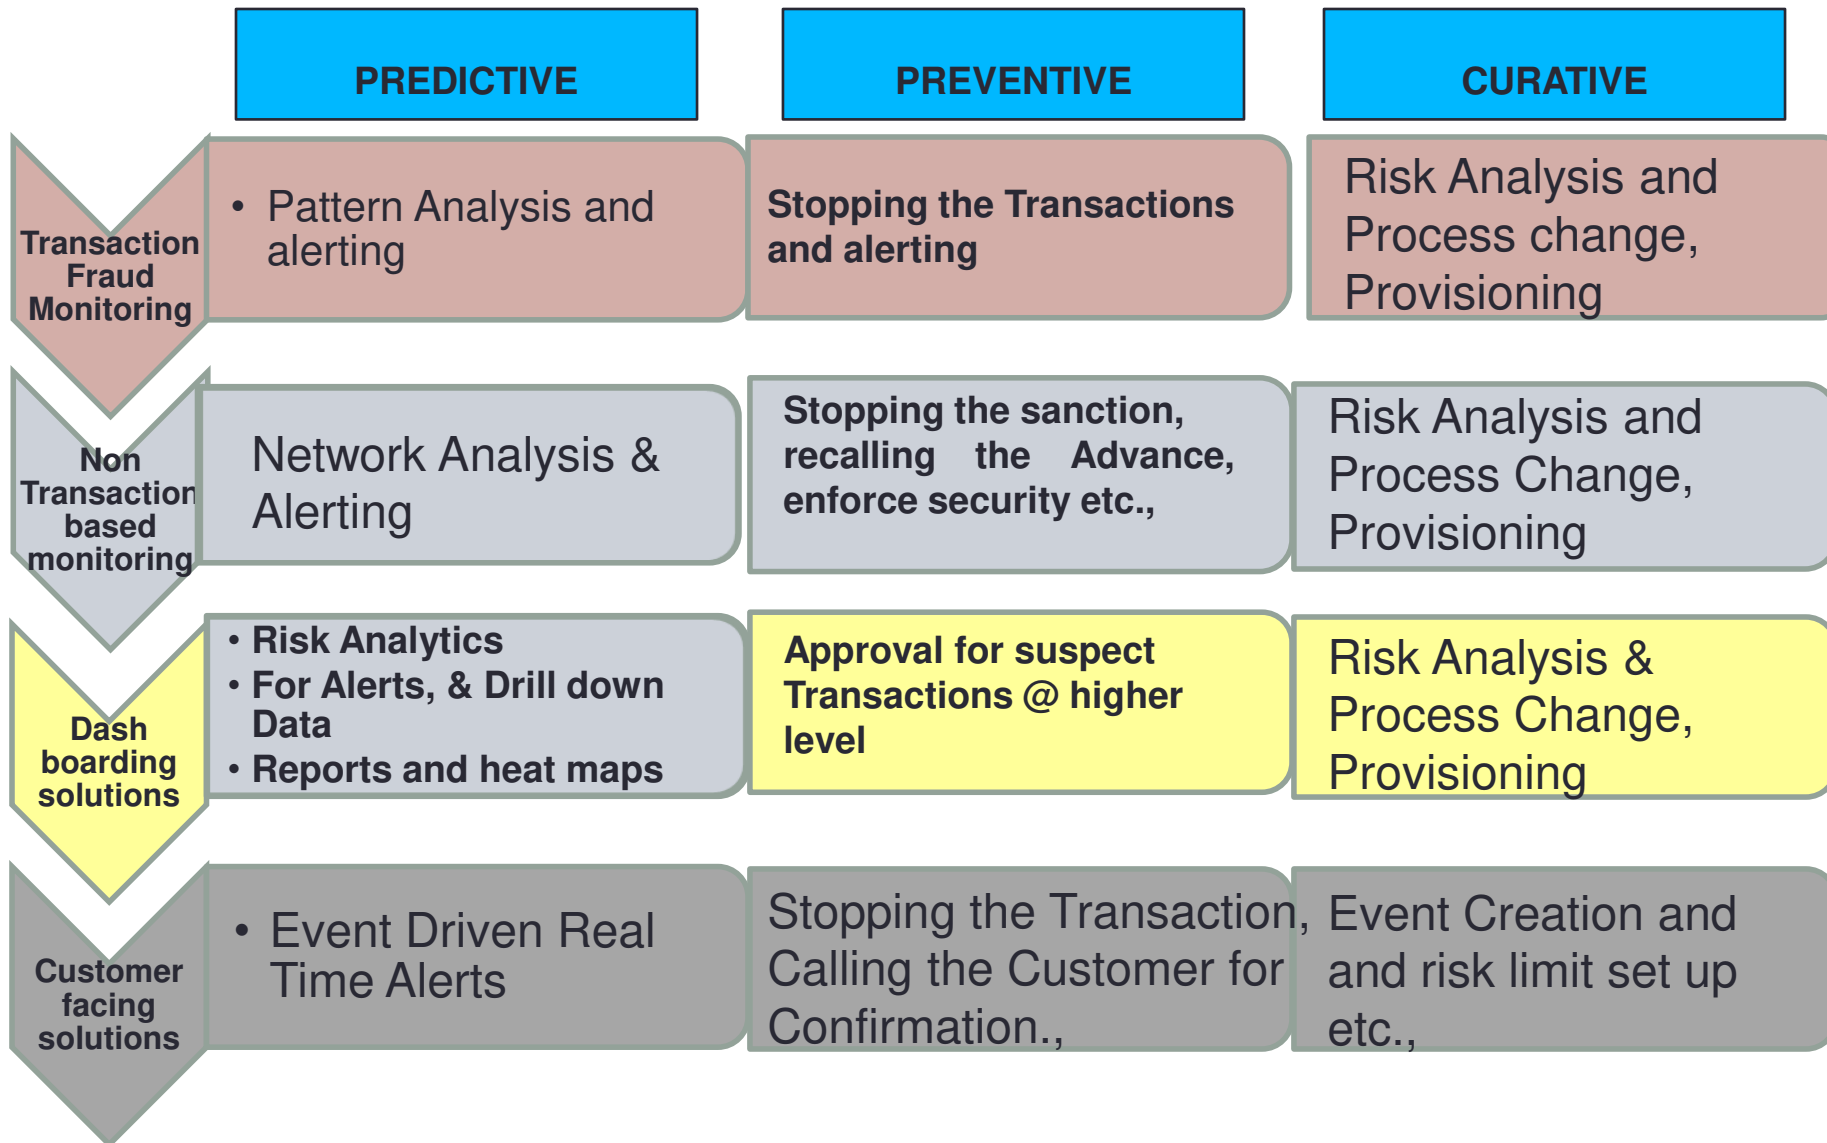 PREDICTIVE
PREVENTIVE
CURATIVE
Transaction
Fraud
Monitoring
• Pattern Analysis and
alerting
Stopping the Transactions
and alerting
Risk Analysis and
Process change,
Provisioning
Non
Transaction
based
monitoring
Network Analysis &
Alerting
Stopping the sanction,
recalling the Advance,
enforce security etc.,
Risk Analysis and
Process Change,
Provisioning
Dash
boarding
solutions
• Risk Analytics
• For Alerts, & Drill down
Data
• Reports and heat maps
Approval for suspect
Transactions @ higher
level
Risk Analysis &
Process Change,
Provisioning
Customer
facing
solutions
• Event Driven Real
Time Alerts
Stopping the Transaction,
Calling the Customer for
Confirmation.,
Event Creation and
and risk limit set up
etc.,